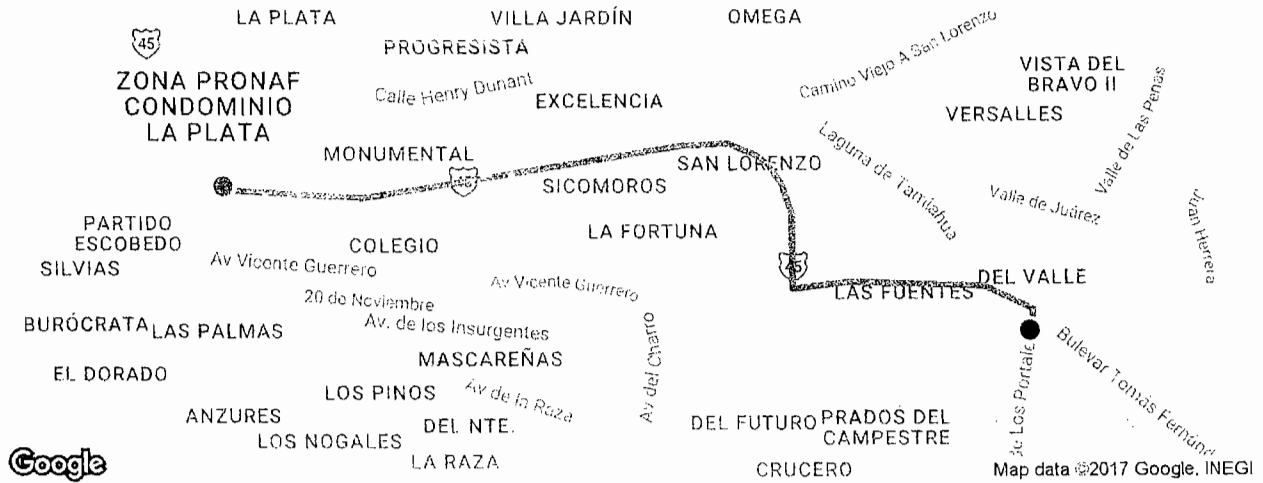 LA PLATA
VILLA JARDÍN
OMEGA
45
PROGRESISTA
Camino Viejo A San Lorenzo
VISTA DEL
BRAVO II
ZONA PRONAF
CONDOMINIO
LA PLATA
Calle Henry Dunant
EXCELENCIA
VERSALLES
Valle de Las Penas
MONUMENTAL
45
SAN LORENZO
Laguna de Tamiahua
SICOMOROS
Valle de Juárez
Juan Herrera
PARTIDO
ESCOBEDO
COLEGIO
LA FORTUNA
SILVIAS
Av Vicente Guerrero
Av Vicente Guerrero
45
DEL VALLE
LAS FUENTES
20 de Noviembre
BURÓCRATA
LAS PALMAS
Av. de los Insurgentes
Av del Charro
MASCAREÑAS
EL DORADO
LOS PINOS
Av de la Raza
Los Portale
Bulevar Tomás Fernánd
ANZURES
DEL NTE.
DEL FUTURO
PRADOS DEL
CAMPESTRE
LOS NOGALES
LA RAZA
CRUCERO
Google
Map data ©2017 Google, INEGI